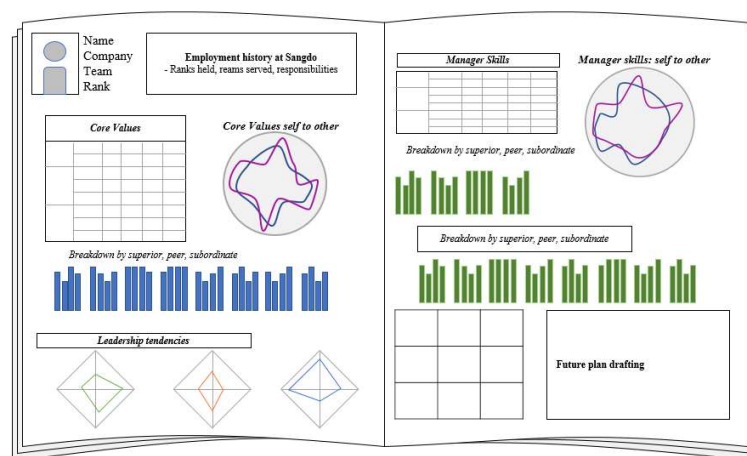 Name
Company
Team
Rank
Employment history at Sangdo
- Ranks held, reams served, responsibilities
Core Values
Core Values self to other
Breakdown by superior, peer, subordinate
Leadership tendencies
Manager Skills
Manager skills: self to other
Breakdown by superior, peer, subordinate
Breakdown by superior, peer, subordinate
Future plan drafting